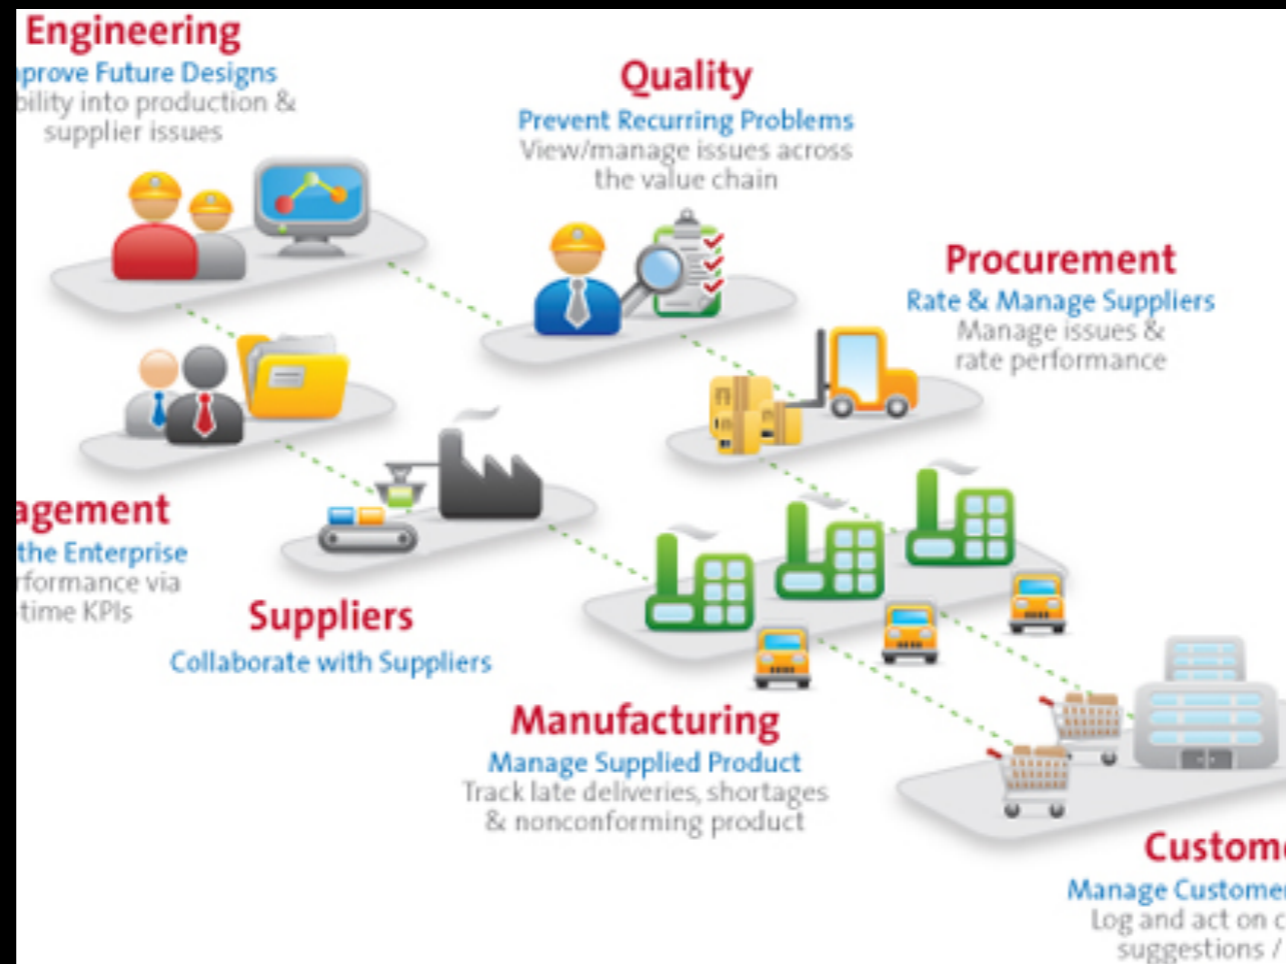 Engineering
prove Future Designs
bility into production &
supplier issues
Quality
Prevent Recurring Problems
View/manage issues across
the value chain
Procurement
Rate & Manage Suppliers
Manage issues &
rate performance
agement
the Enterprise
rformance via
time KPIs
Suppliers
Collaborate with Suppliers
Manufacturing
Manage Supplied Product
Track late deliveries, shortages
& nonconforming product
Custome
Manage Customer
Log and act on c
suggestions /